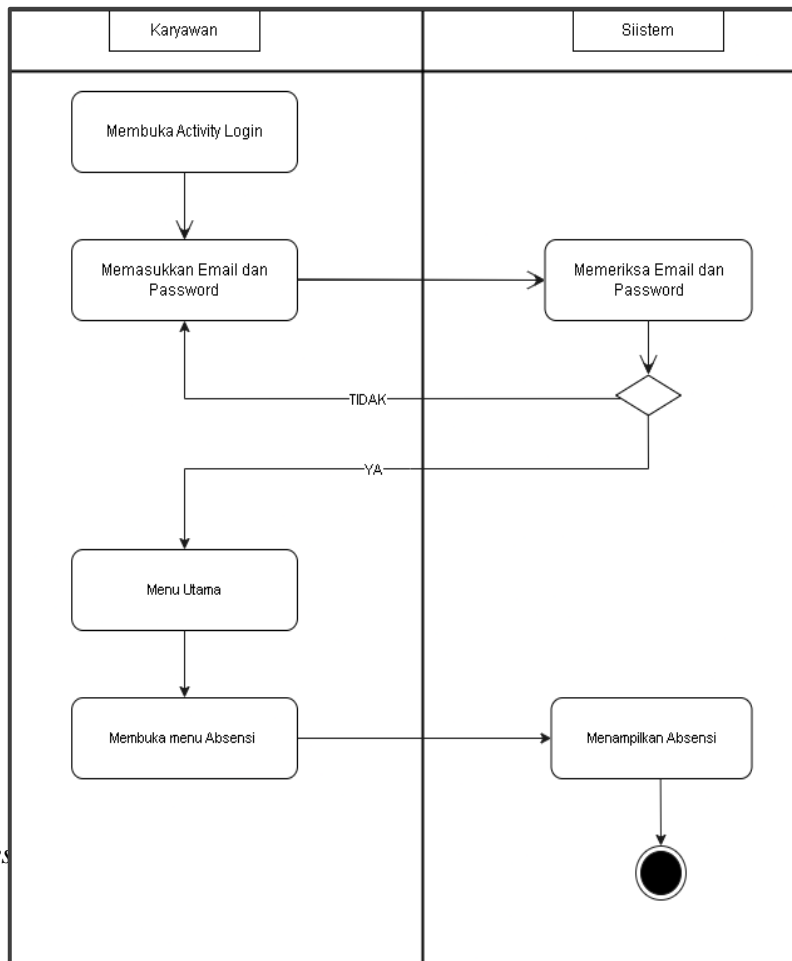 Karyawan
Siistem
Membuka Activity Login
Memasukkan Email dan
Password
Memeriksa Email dan
Password
TIDAK
YA
Menu Utama
Membuka menu Absensi
Menampilkan Absensi